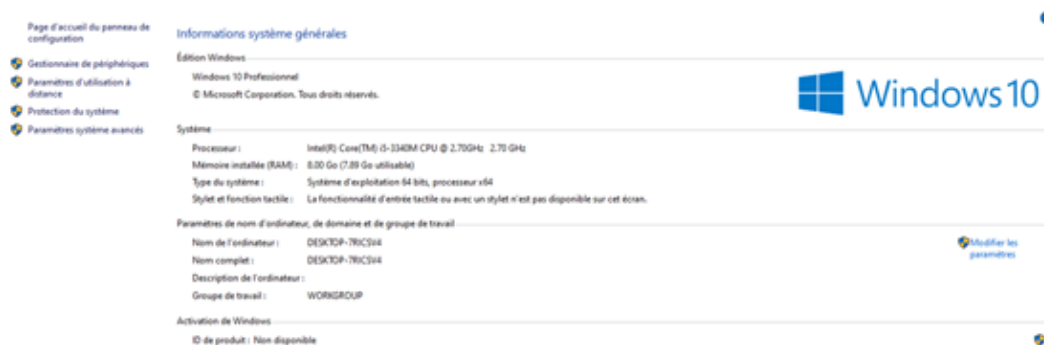 Page d'accueil du panneau de
configuration
Gestionnaire de périphériques
Paramètres d'utilisation à
distance
Protection du système
Paramètres système avancés
Informations système générales
Édition Windows
Windows 10 Professionnel
© Microsoft Corporation. Tous droits réservés.
Windows 10
Système
Processeur : Intel(R) Core(TM) i5-3340M CPU @ 2.70GHz 2.70 GHz
Mémoire installée (RAM) : 8.00 Go (7.89 Go utilisable)
Type du système : Système d'exploitation 64 bits, processeur x64
Stylet et fonction tactile : La fonctionnalité d'entrée tactile ou avec un stylet n'est pas disponible sur cet écran.
Paramètres de nom d'ordinateur, de domaine et de groupe de travail
Nom de l'ordinateur : DESKTOP-7RICSV4
Nom complet : DESKTOP-7RICSV4
Description de l'ordinateur :
Groupe de travail : WORKGROUP
Modifier les
paramètres
Activation de Windows
ID de produit : Non disponible